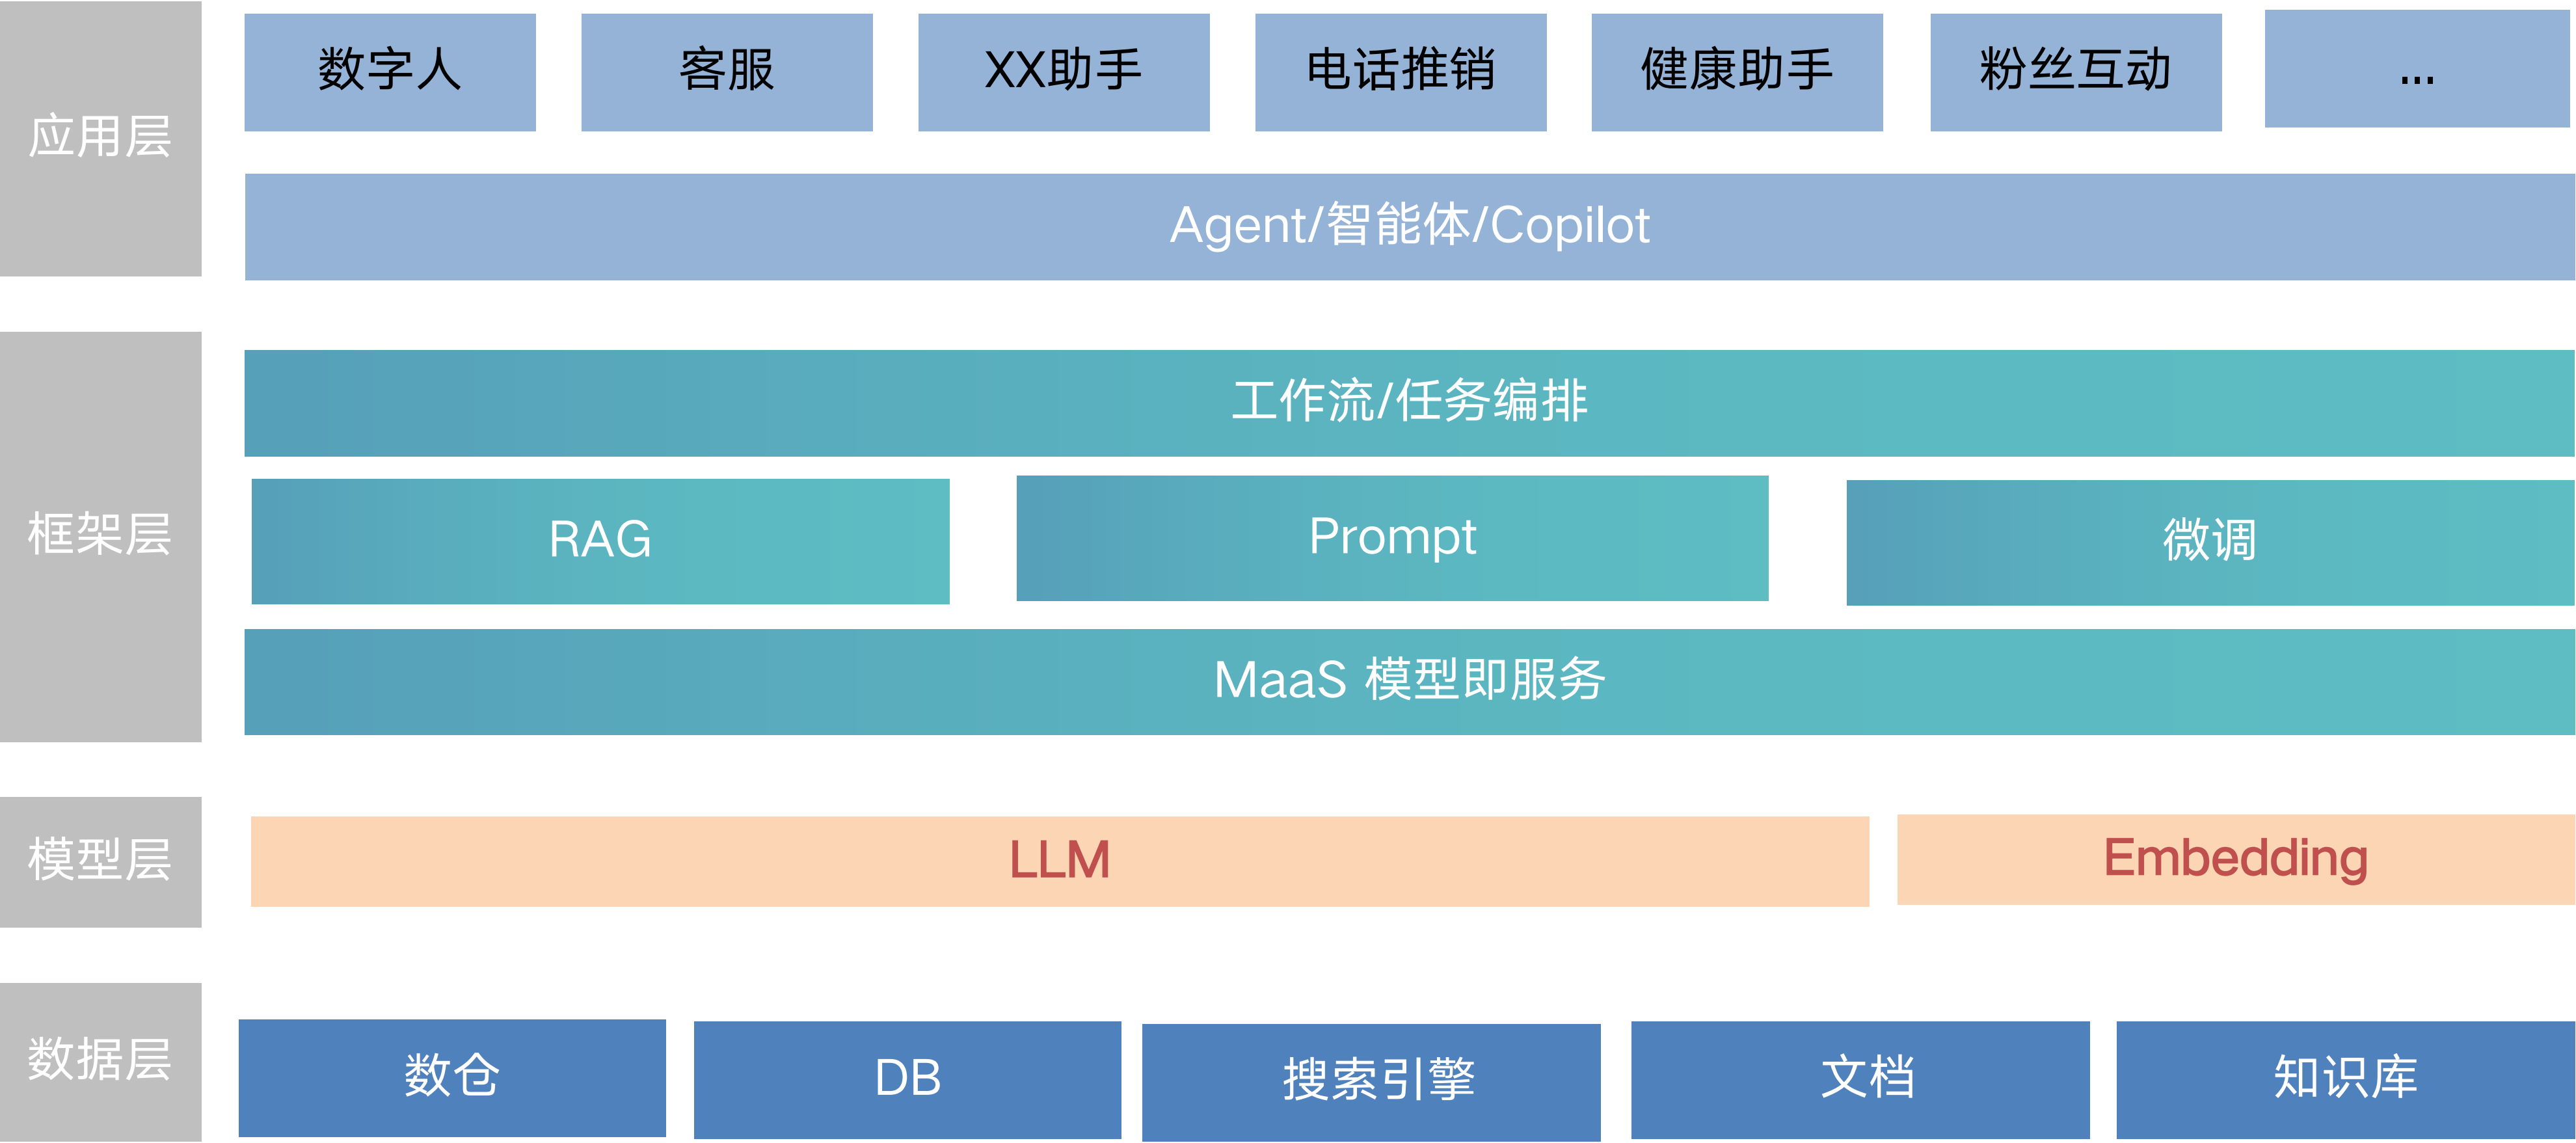 应用层
数字人
客服
XX助手
电话推销
健康助手
粉丝互动
...
Agent/智能体/Copilot
框架层
工作流/任务编排
RAG
Prompt
微调
MaaS 模型即服务
模型层
LLM
Embedding
数据层
数仓
DB
搜索引擎
文档
知识库